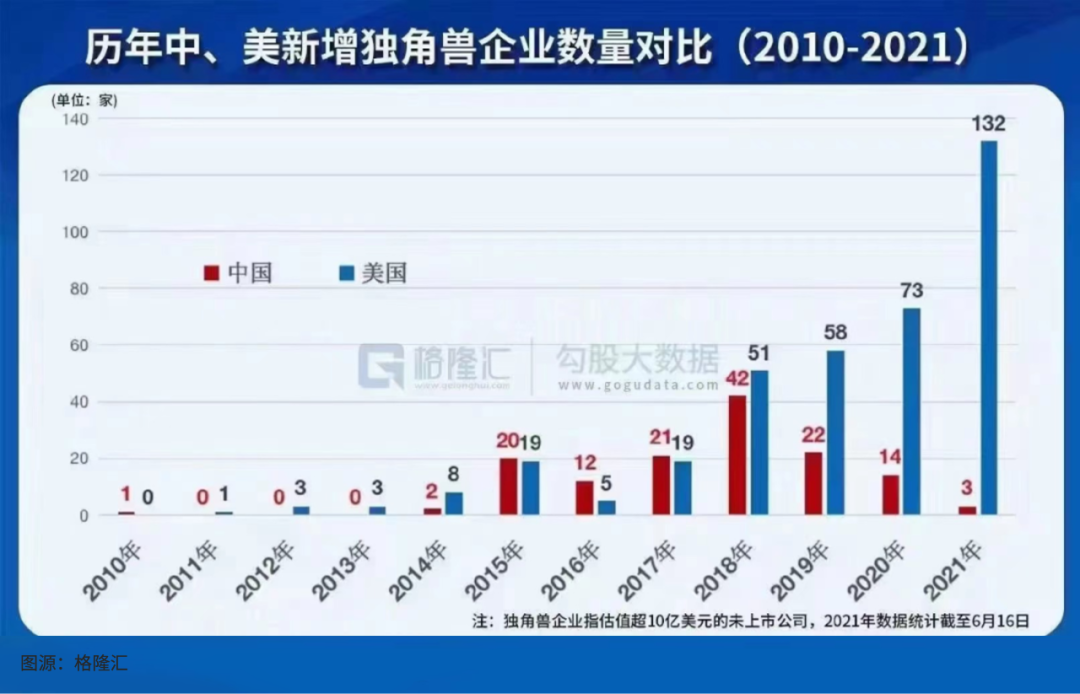 历年中、美新增独角兽企业数量对比（2010-2021）
(单位：家)
140
120
100
80
60
40
20
0
中国 美国
格隆汇 勾股大数据
www.gelonghui.com www.gogudata.com
1 0
0 1
0 3
0 3
2 8
20 19
12 5
21 19
42 51
22 58
14 73
3 132
2010年 2011年 2012年 2013年 2014年 2015年 2016年 2017年 2018年 2019年 2020年 2021年
注：独角兽企业指估值超10亿美元的未上市公司，2021年数据统计截至6月16日
图源：格隆汇